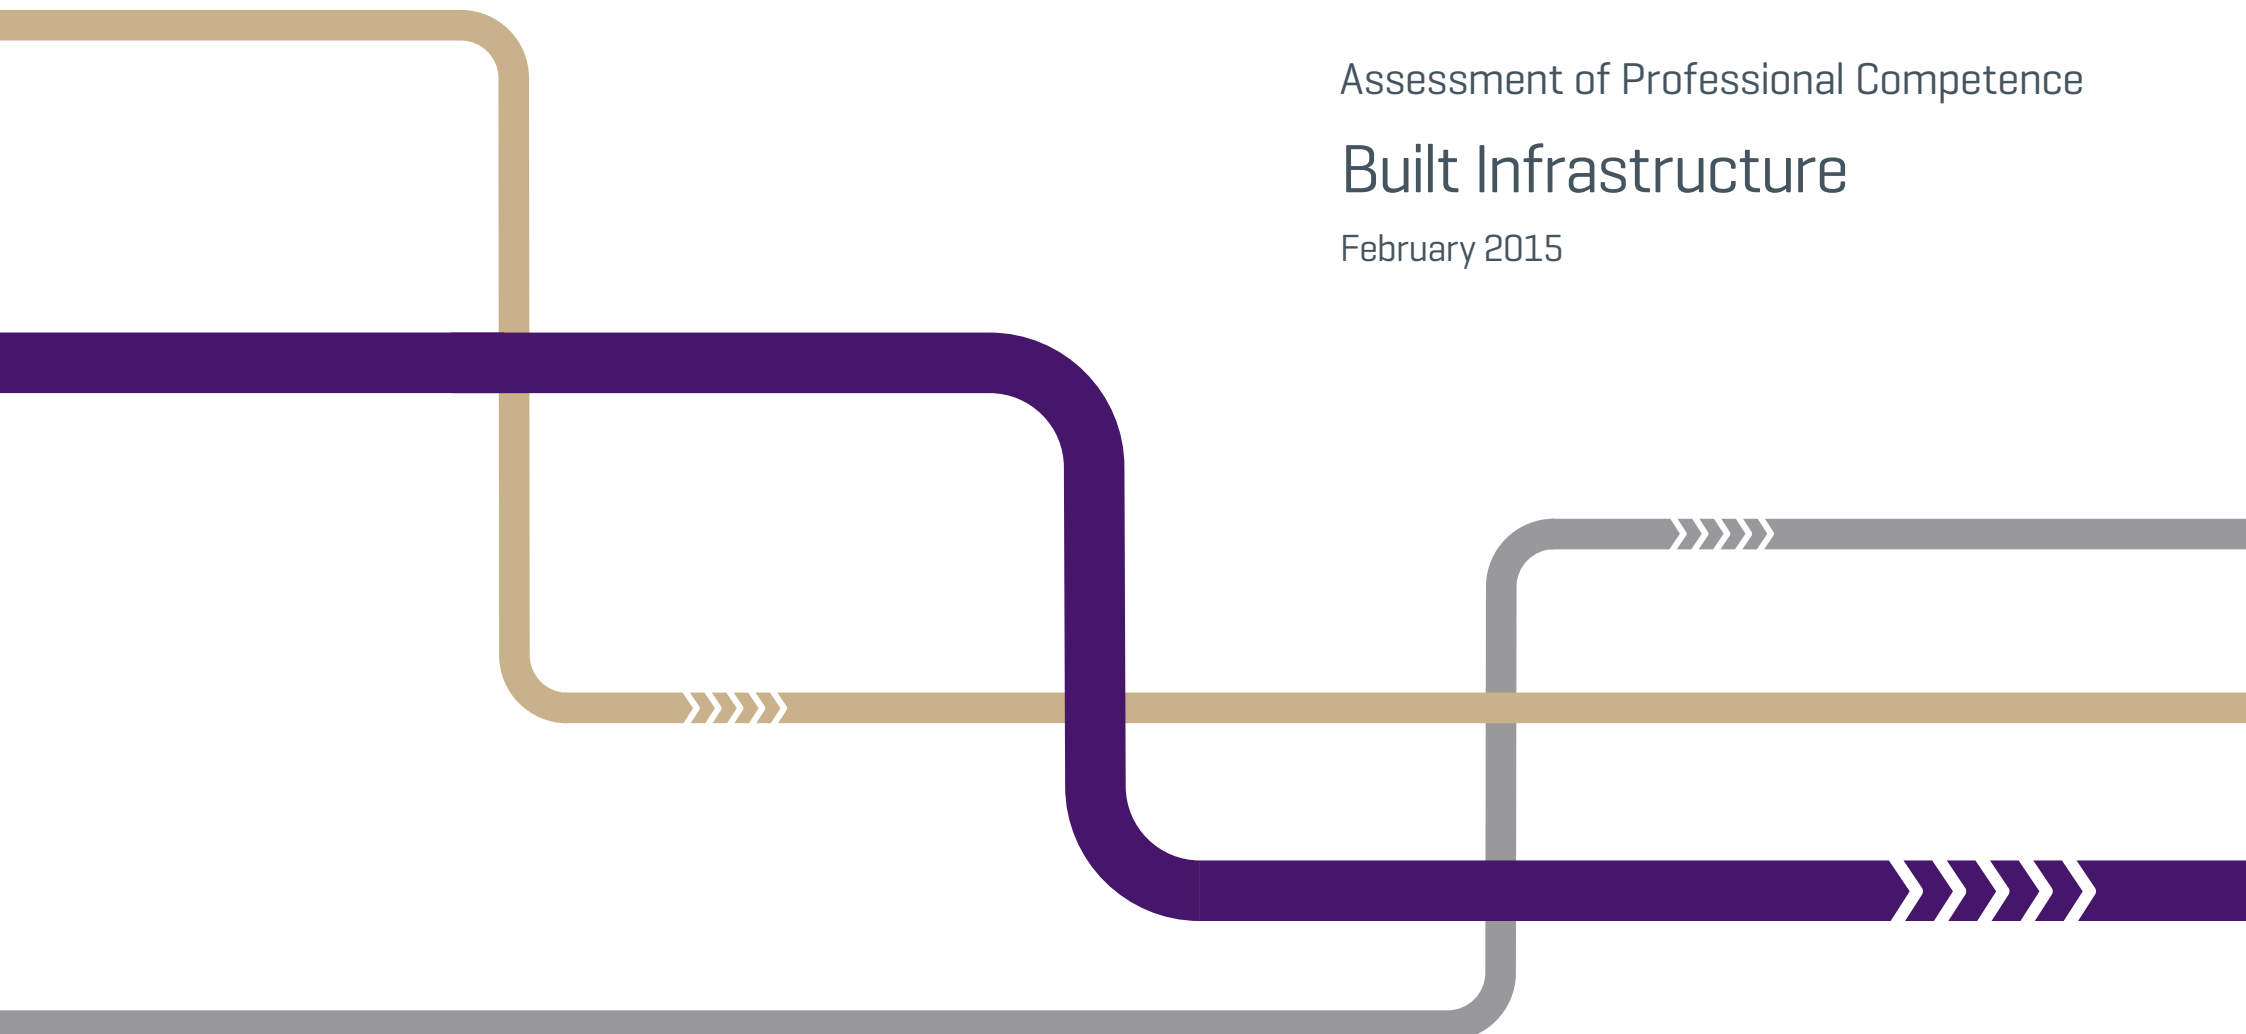 Assessment of Professional Competence
Built Infrastructure
February 2015